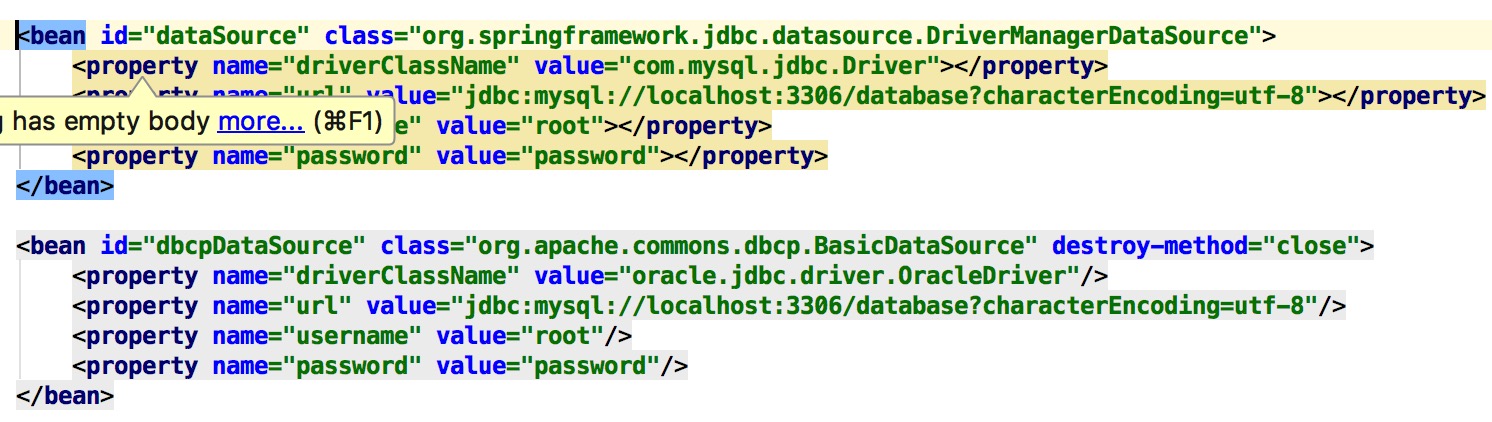 <bean id="dataSource" class="org.springframework.jdbc.datasource.DriverManagerDataSource">
<property name="driverClassName" value="com.mysql.jdbc.Driver"></property>
value="jdbc:mysql://localhost:3306/database?characterEncoding=utf-8"></property>
has empty body more... (⌘F1)
value="root"></property>
<property name="password" value="password"></property>
</bean>
<bean id="dbcpDataSource" class="org.apache.commons.dbcp.BasicDataSource" destroy-method="close">
<property name="driverClassName" value="oracle.jdbc.driver.OracleDriver"/>
<property name="url" value="jdbc:mysql://localhost:3306/database?characterEncoding=utf-8"/>
<property name="username" value="root"/>
<property name="password" value="password"/>
</bean>